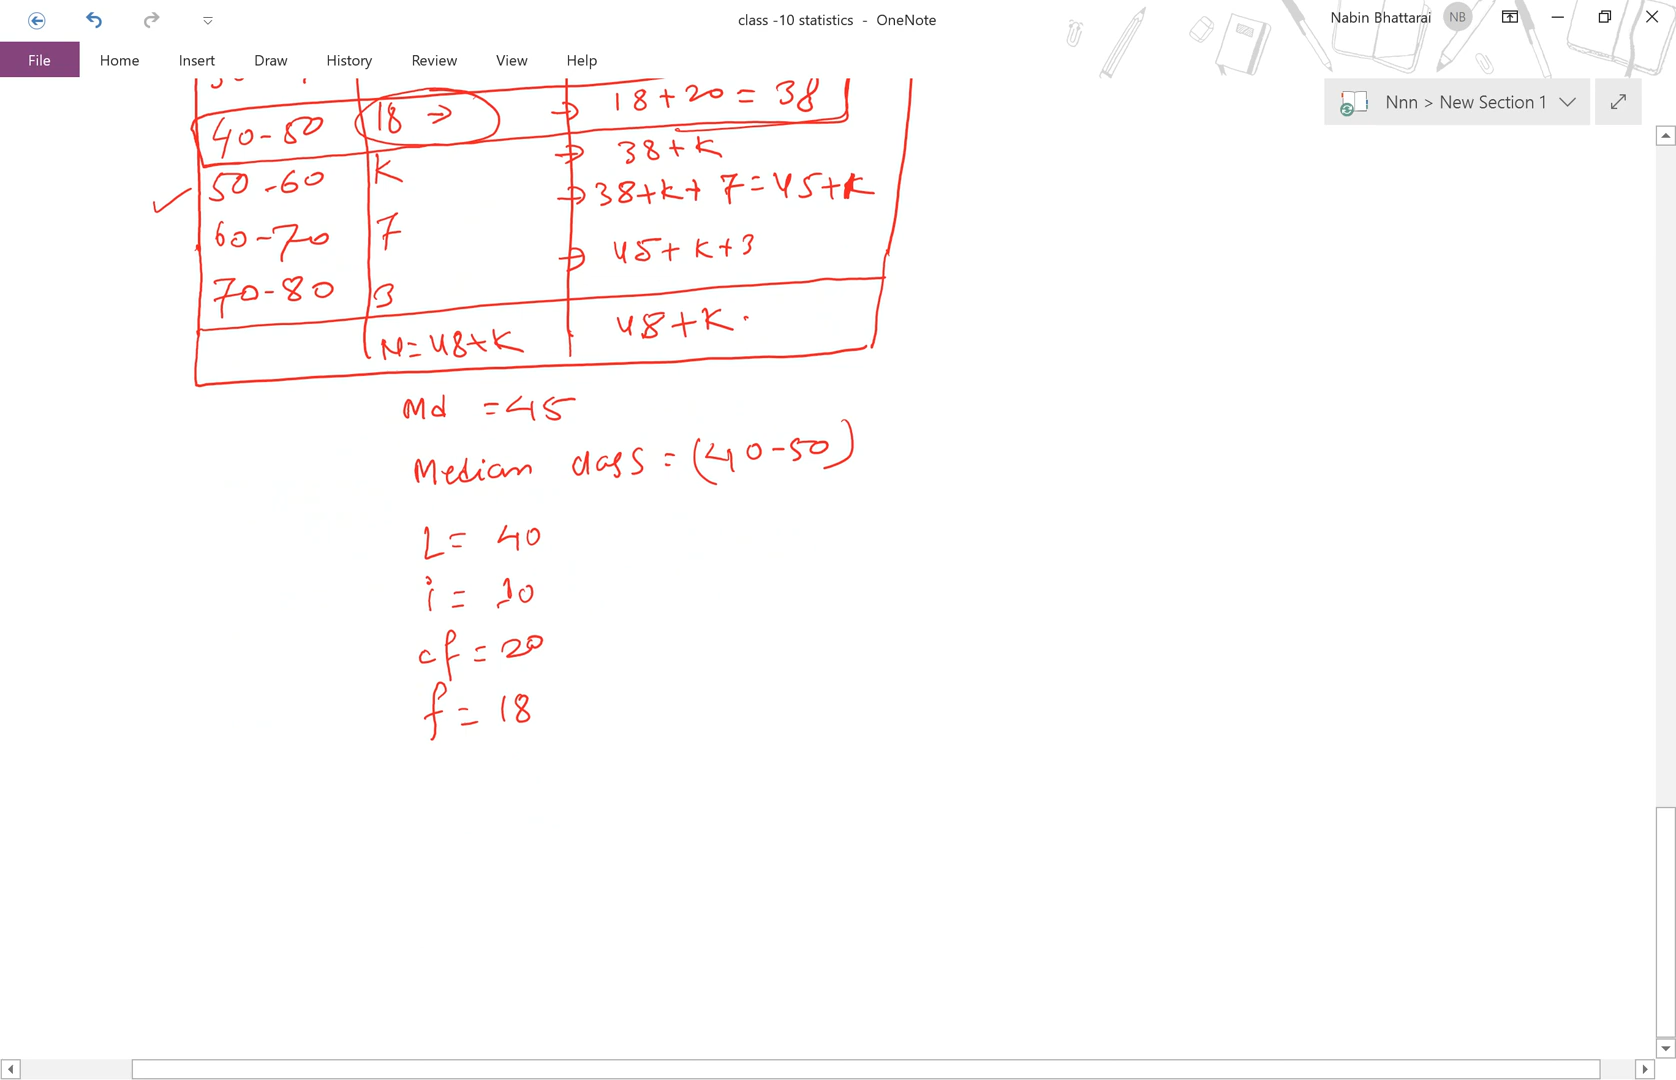 class -10 statistics - OneNote
Nabin Bhattarai NB
File Home Insert Draw History Review View Help
Nnn > New Section 1
40-50 18 → → 18+20=38
50-60 K → 38+K
60-70 7 → 38+K+7=45+K
70-80 3 → 45+K+3
N=48+K 48+K.
Md =45
Median class = (40-50)
L= 40
i= 10
cf=20
f= 18